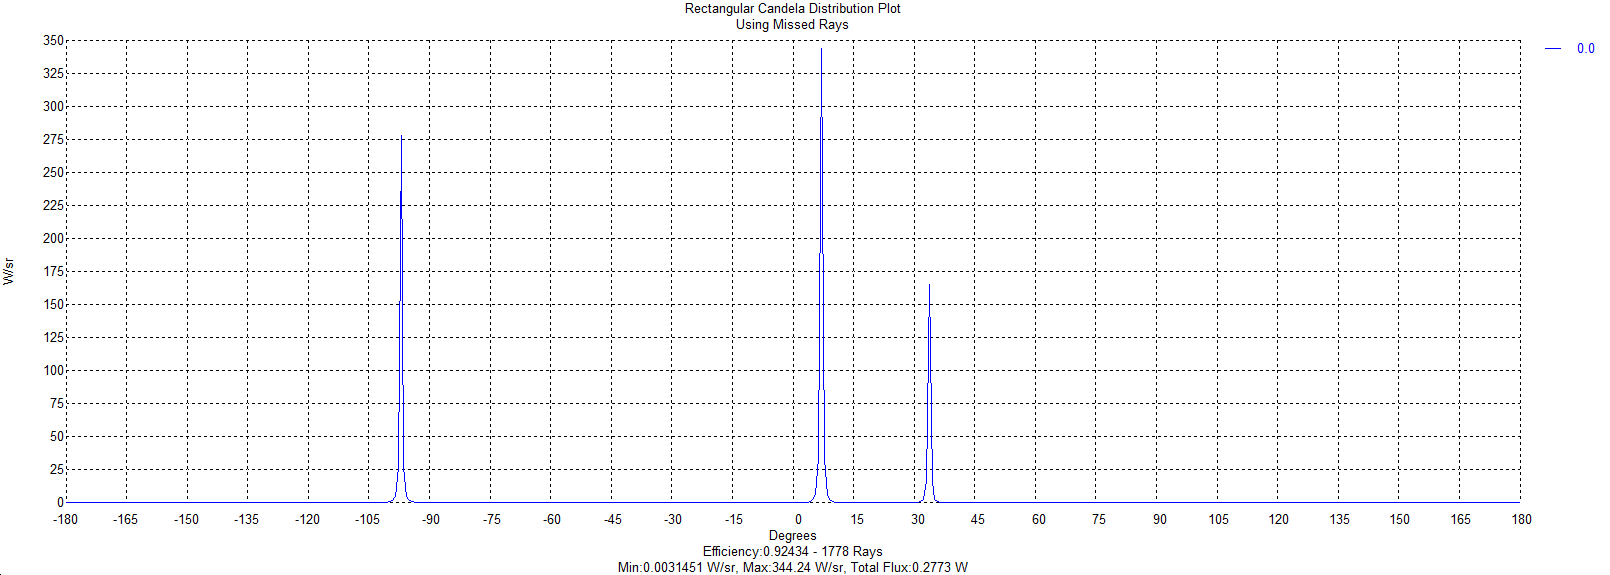 Rectangular Candela Distribution Plot
Using Missed Rays
350
325
300
275
250
225
200
175
150
125
100
75
50
25
0
W/sr
-180 -165 -150 -135 -120 -105 -90 -75 -60 -45 -30 -15 0 15 30 45 60 75 90 105 120 135 150 165 180
Degrees
Efficiency:0.92434 - 1778 Rays
Min:0.0031451 W/sr, Max:344.24 W/sr, Total Flux:0.2773 W
0.0